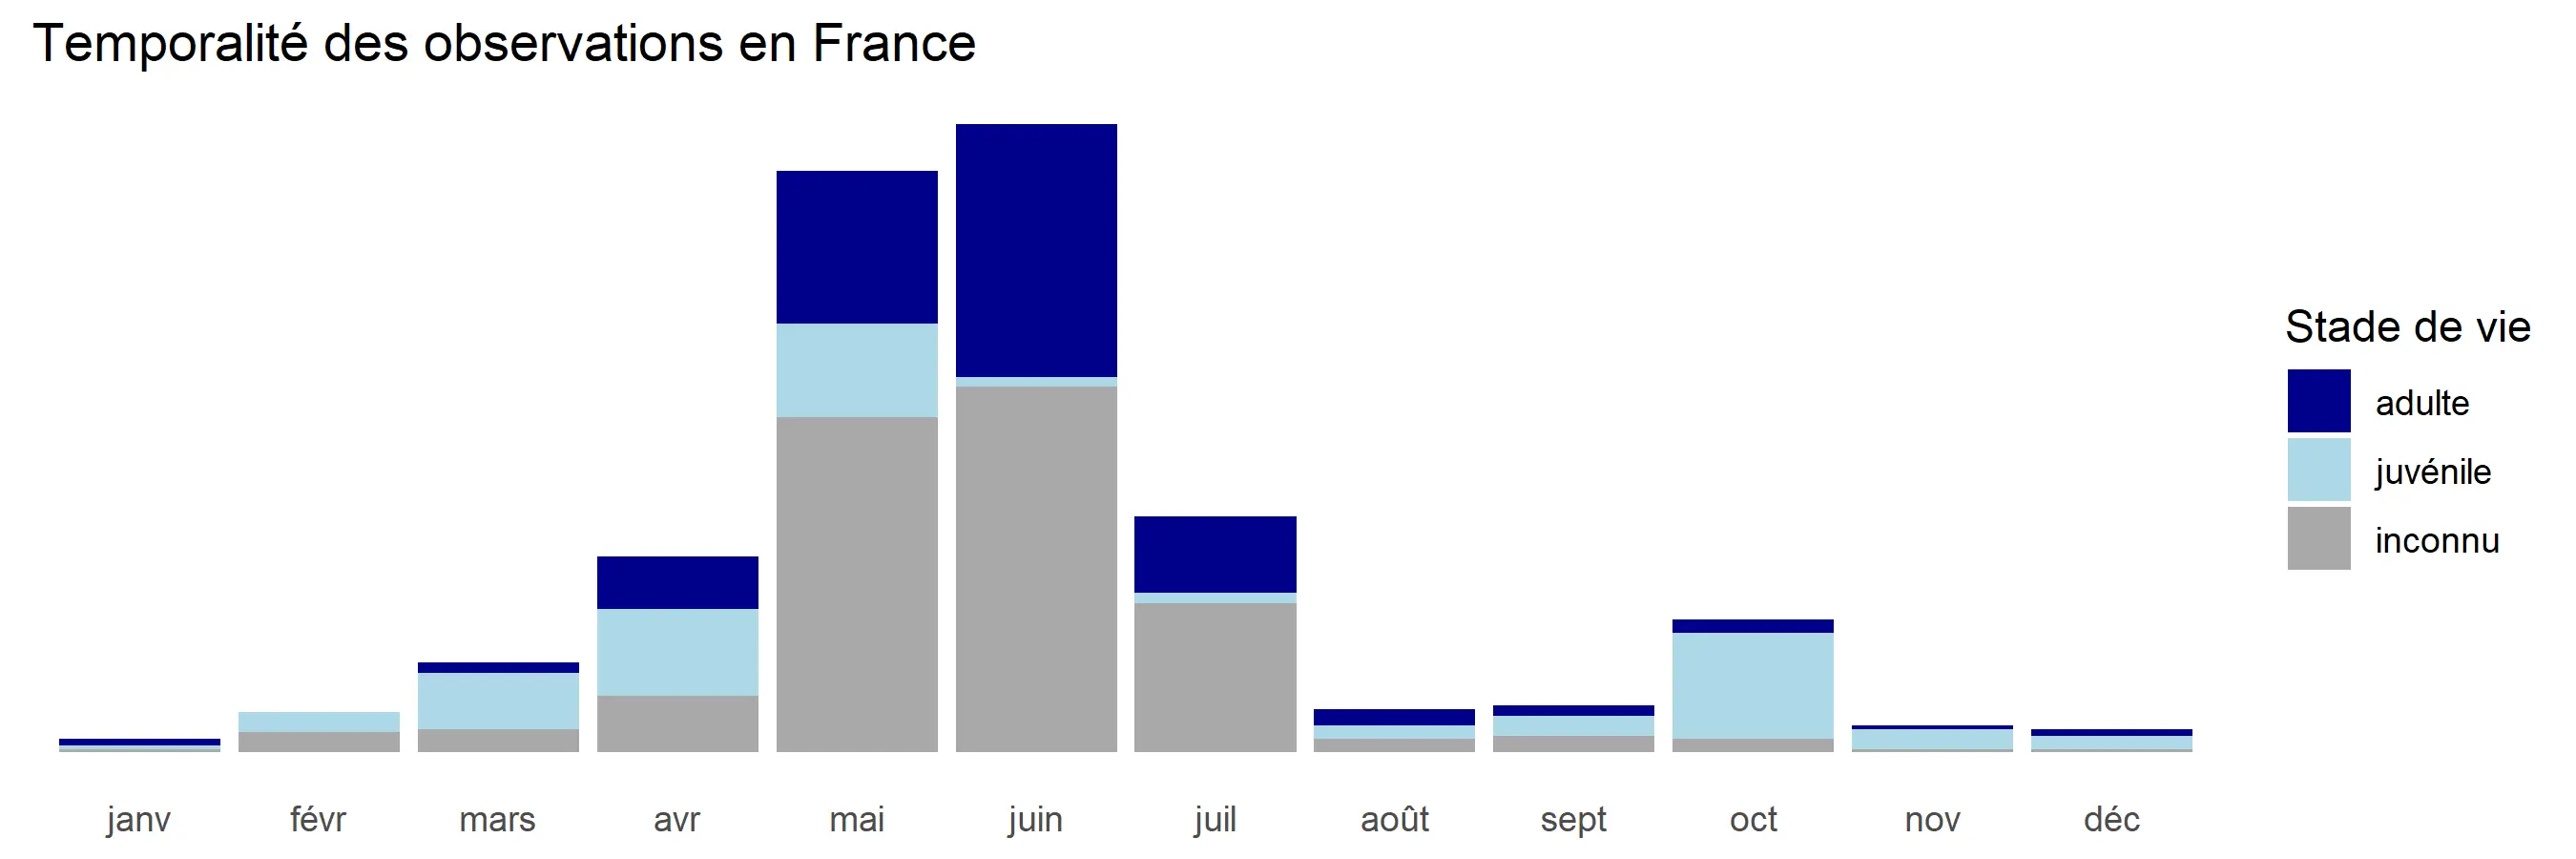 Temporalité des observations en France
Stade de vie
adulte
juvénile
inconnu
janv févr mars avr mai juin juil août sept oct nov déc